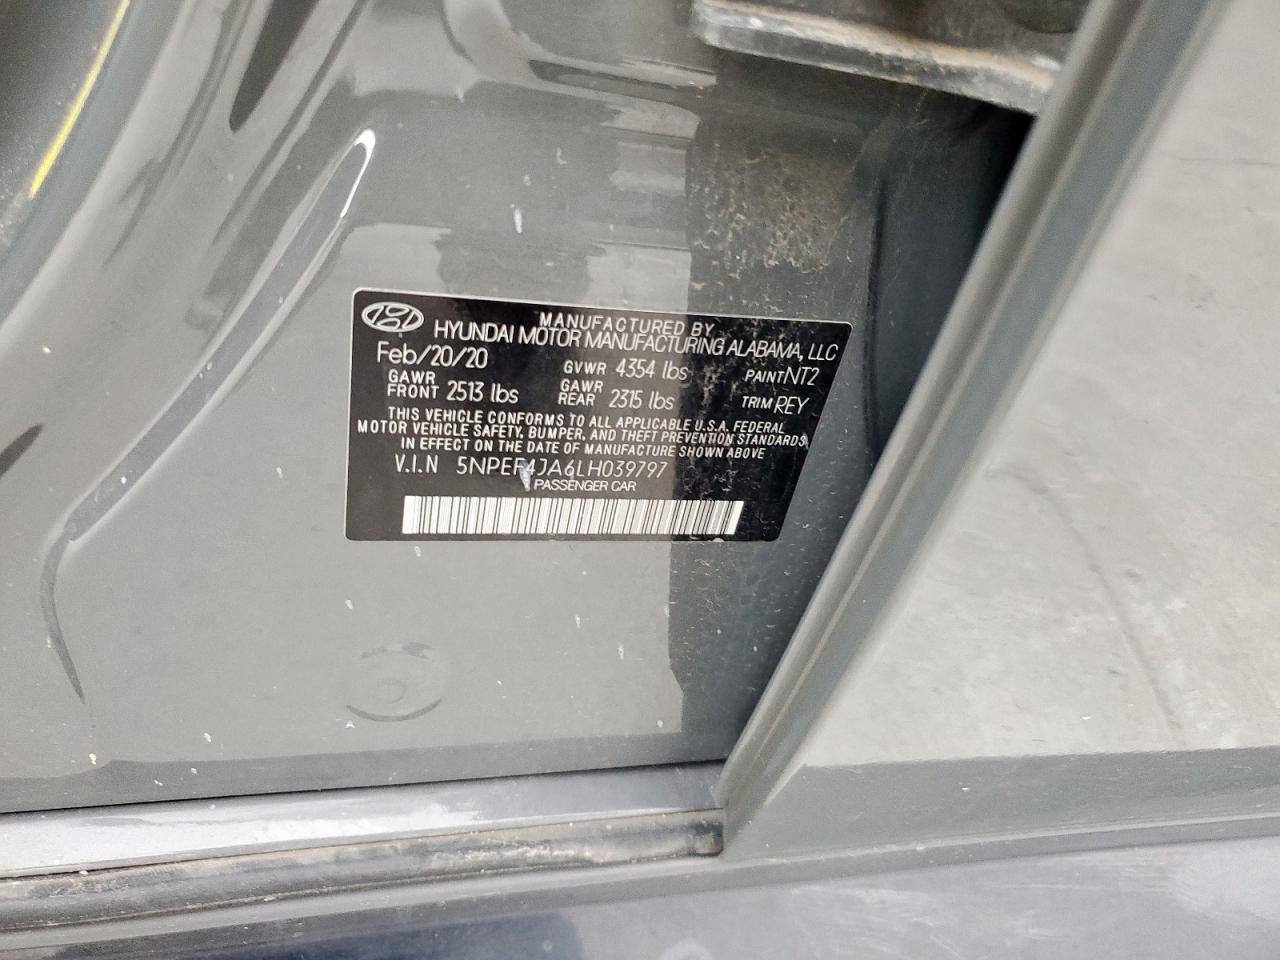 MANUFACTURED BY
HYUNDAI MOTOR MANUFACTURING ALABAMA, LLC
Feb/20/20 GVWR 4354 lbs PAINT NT2
GAWR FRONT 2513 lbs GAWR REAR 2315 lbs TRIM REY
THIS VEHICLE CONFORMS TO ALL APPLICABLE U.S.A. FEDERAL
MOTOR VEHICLE SAFETY, BUMPER, AND THEFT PREVENTION STANDARDS
IN EFFECT ON THE DATE OF MANUFACTURE SHOWN ABOVE
V.I.N 5NPEF4JA6LH039797
PASSENGER CAR